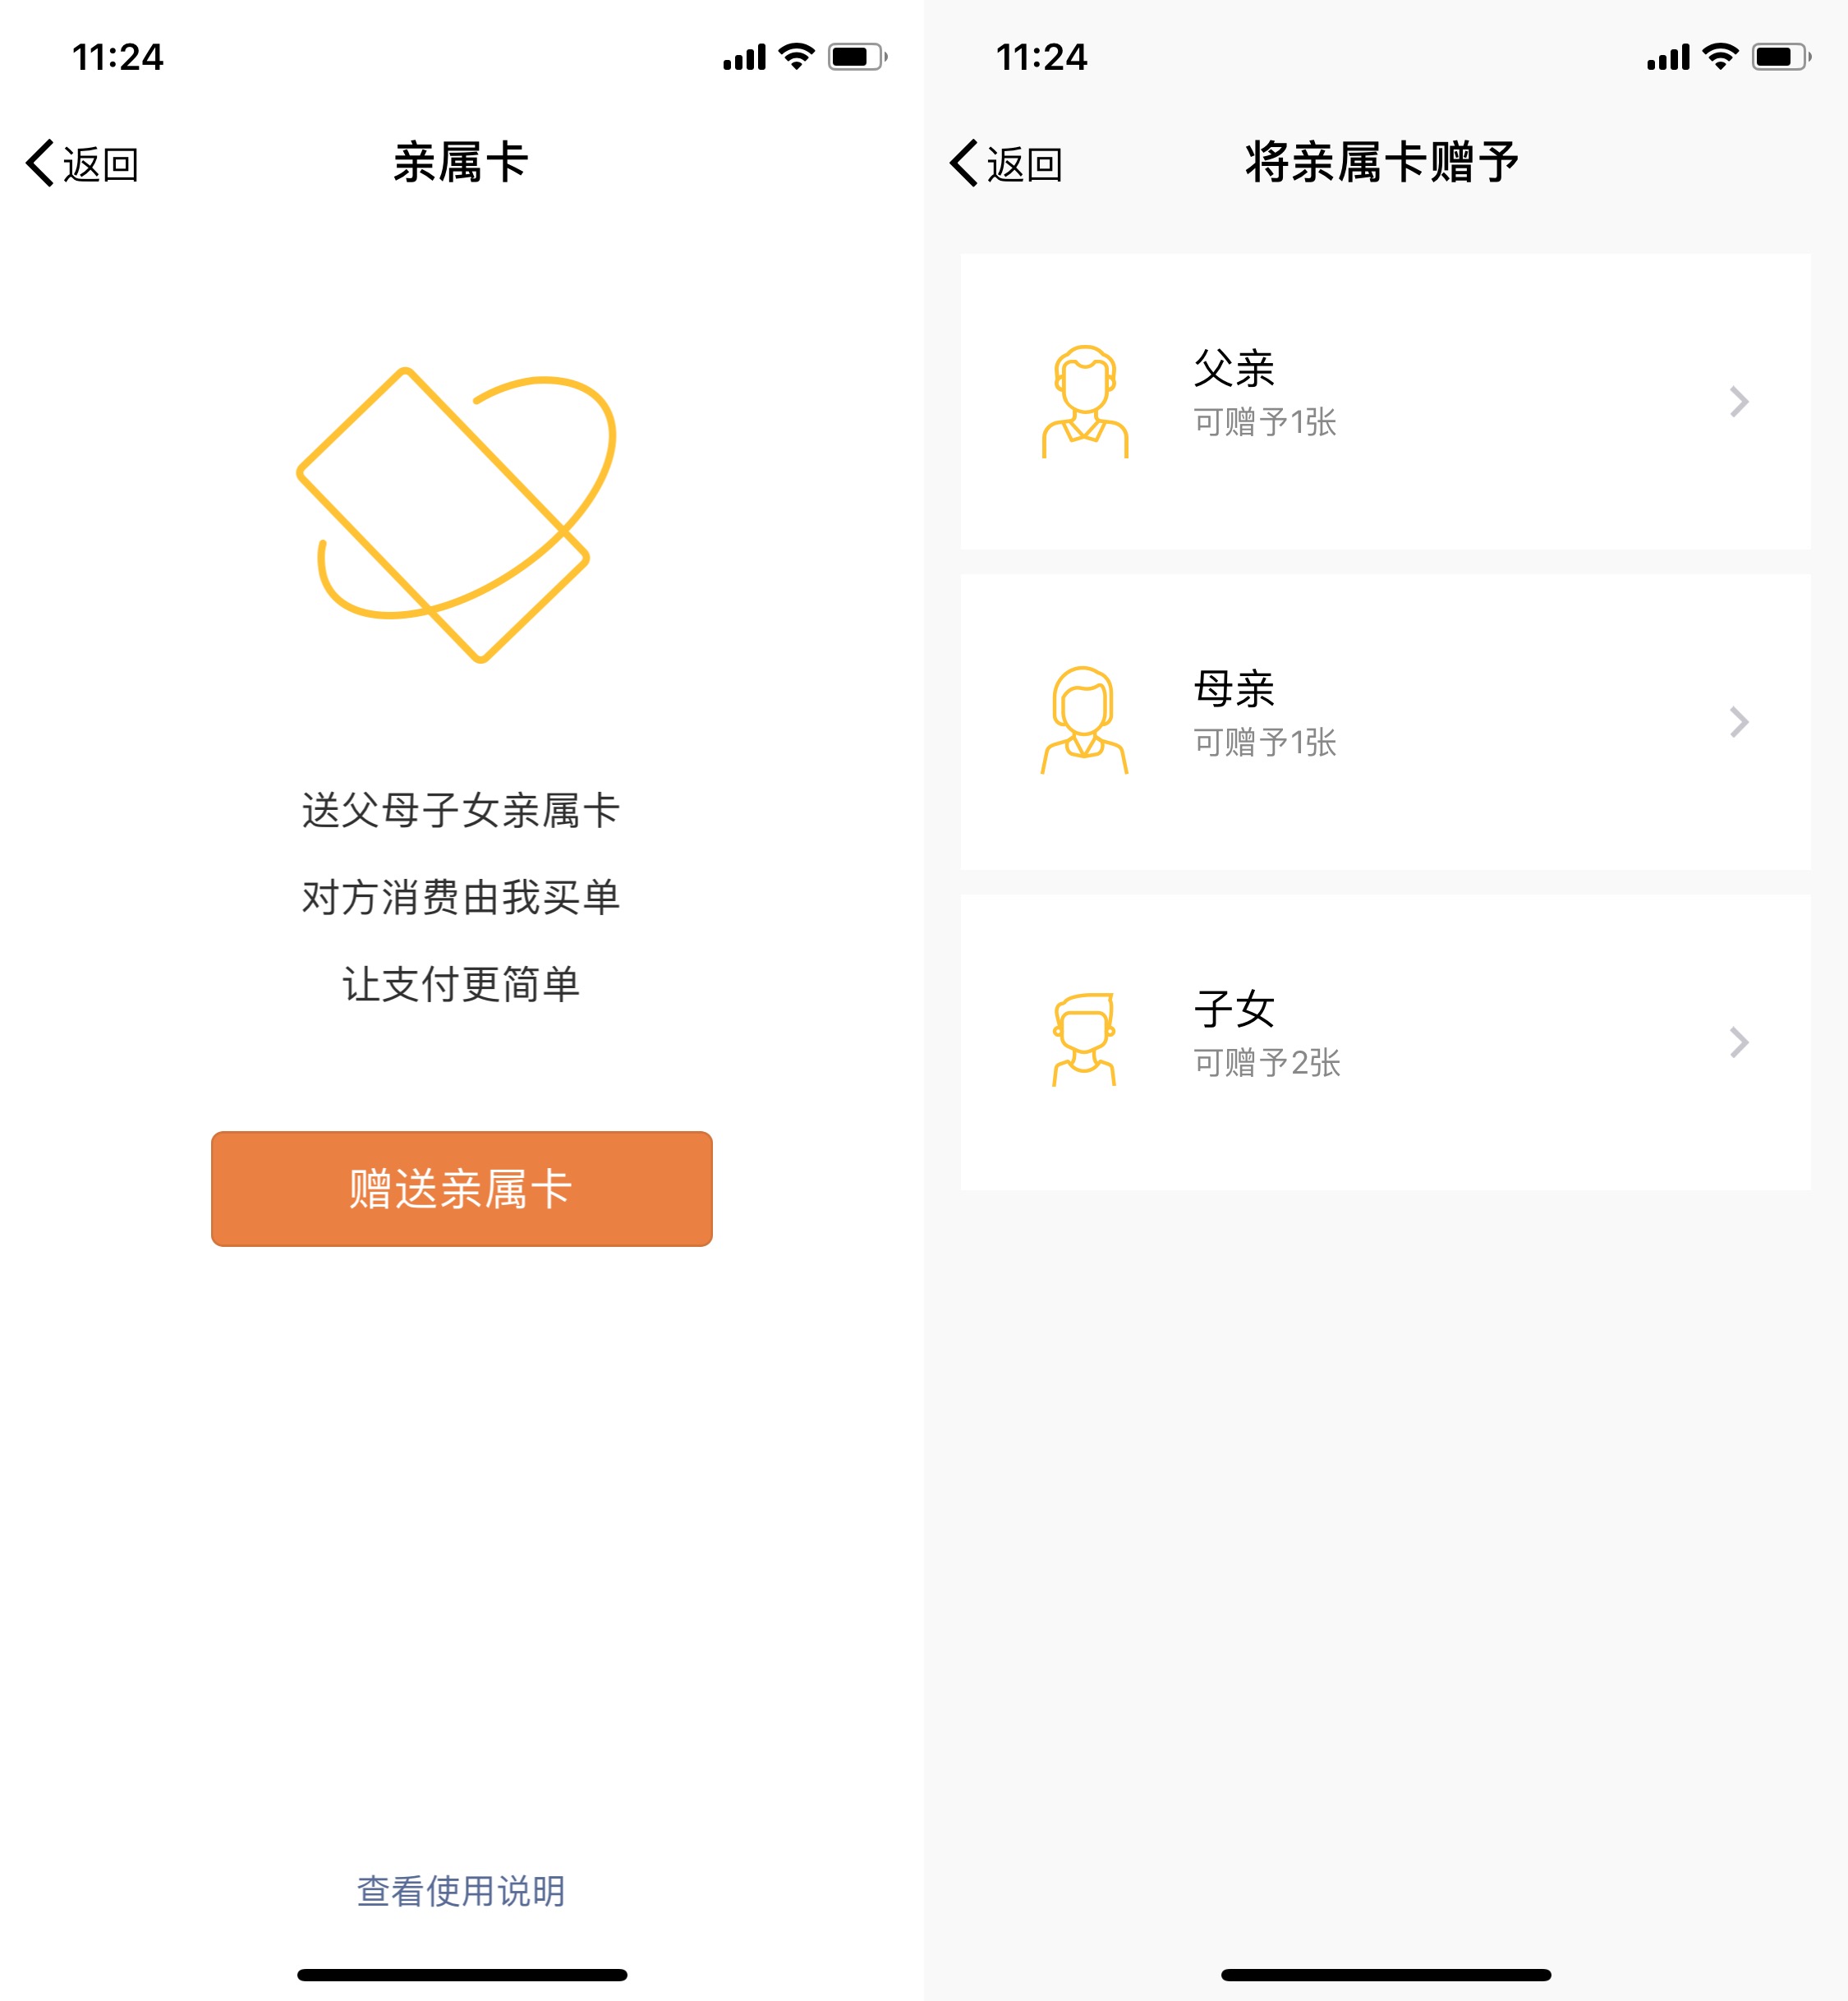 11:24
返回
亲属卡
送父母子女亲属卡
对方消费由我买单
让支付更简单
赠送亲属卡
查看使用说明
11:24
返回
将亲属卡赠予
父亲
可赠予1张
母亲
可赠予1张
子女
可赠予2张